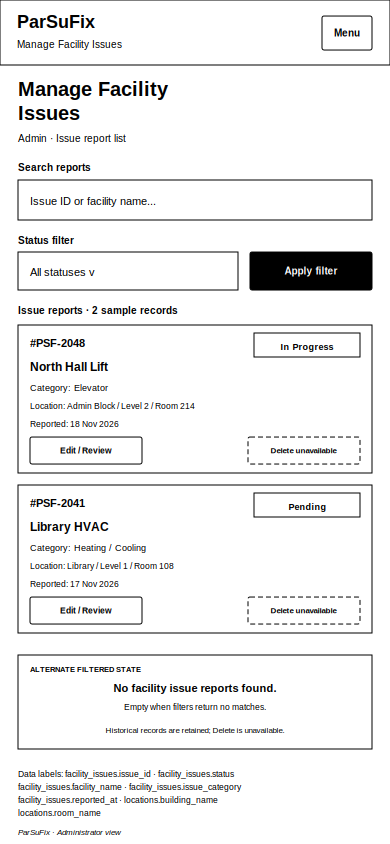 ParSuFix
Manage Facility Issues
Menu
Manage Facility
Issues
Admin · Issue report list
Search reports
Issue ID or facility name...
Status filter
All statuses v
Apply filter
Issue reports · 2 sample records
#PSF-2048
In Progress
North Hall Lift
Category: Elevator
Location: Admin Block / Level 2 / Room 214
Reported: 18 Nov 2026
Edit / Review
Delete unavailable
#PSF-2041
Pending
Library HVAC
Category: Heating / Cooling
Location: Library / Level 1 / Room 108
Reported: 17 Nov 2026
Edit / Review
Delete unavailable
ALTERNATE FILTERED STATE
No facility issue reports found.
Empty when filters return no matches.
Historical records are retained; Delete is unavailable.
Data labels: facility_issues.issue_id · facility_issues.status
facility_issues.facility_name · facility_issues.issue_category
facility_issues.reported_at · locations.building_name
locations.room_name
ParSuFix · Administrator view